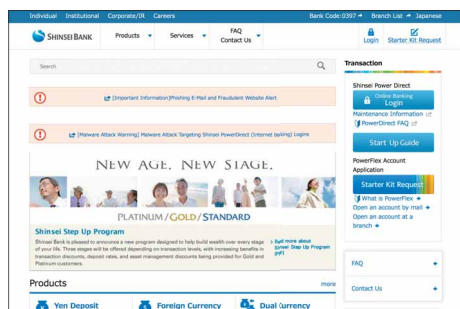 Individual Institutional Corporate/IR Careers Bank Code:0397 Branch List Japanese
SHINSEI BANK Products Services FAQ
Contact Us
Login Starter Kit Request
Search
Transaction
[Important Information]Phishing E-Mail and Fraudulent Website Alert
[Malware Attack Warning] Malware Attack Targeting Shinsei PowerDirect (Internet banking) Logins
Shinsei Power Direct
Online Banking
Login
Maintenance Information
PowerDirect FAQ
Start Up Guide
PowerFlex Account
Application
Starter Kit Request
What is PowerFlex
Open an account by mail
Open an account at a
branch
NEW AGE, NEW STAGE.
PLATINUM/GOLD/STANDARD
Shinsei Step Up Program
Shinsei Bank is pleased to announce a new program designed to help build wealth over every stage
of your life. Three stages will be offered depending on transaction levels, with increasing benefits in
transaction discounts, deposit rates, and asset management discounts being provided for Gold and
Platinum customers.
more about
Step Up Program
FAQ
Contact Us
Products more
Yen Deposit Foreign Currency Dual Currency